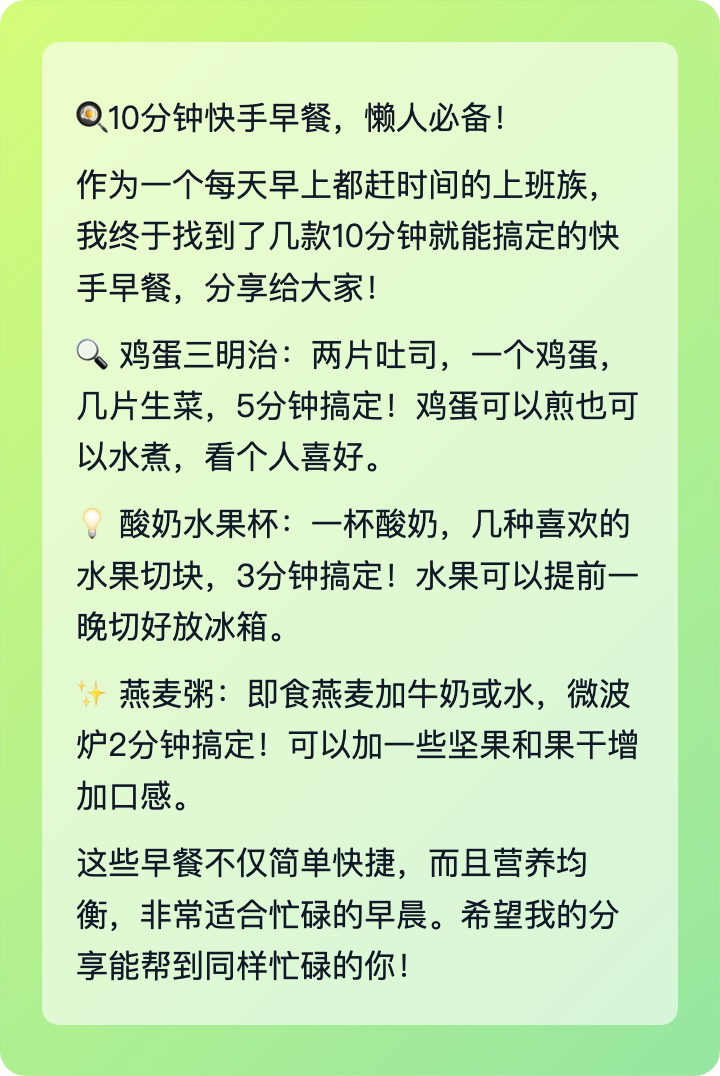 🍳10分钟快手早餐，懒人必备！
作为一个每天早上都赶时间的上班族，
我终于找到了几款10分钟就能搞定的快
手早餐，分享给大家！
🔍 鸡蛋三明治：两片吐司，一个鸡蛋，
几片生菜，5分钟搞定！鸡蛋可以煎也可
以水煮，看个人喜好。
💡 酸奶水果杯：一杯酸奶，几种喜欢的
水果切块，3分钟搞定！水果可以提前一
晚切好放冰箱。
✨ 燕麦粥：即食燕麦加牛奶或水，微波
炉2分钟搞定！可以加一些坚果和果干增
加口感。
这些早餐不仅简单快捷，而且营养均
衡，非常适合忙碌的早晨。希望我的分
享能帮到同样忙碌的你！